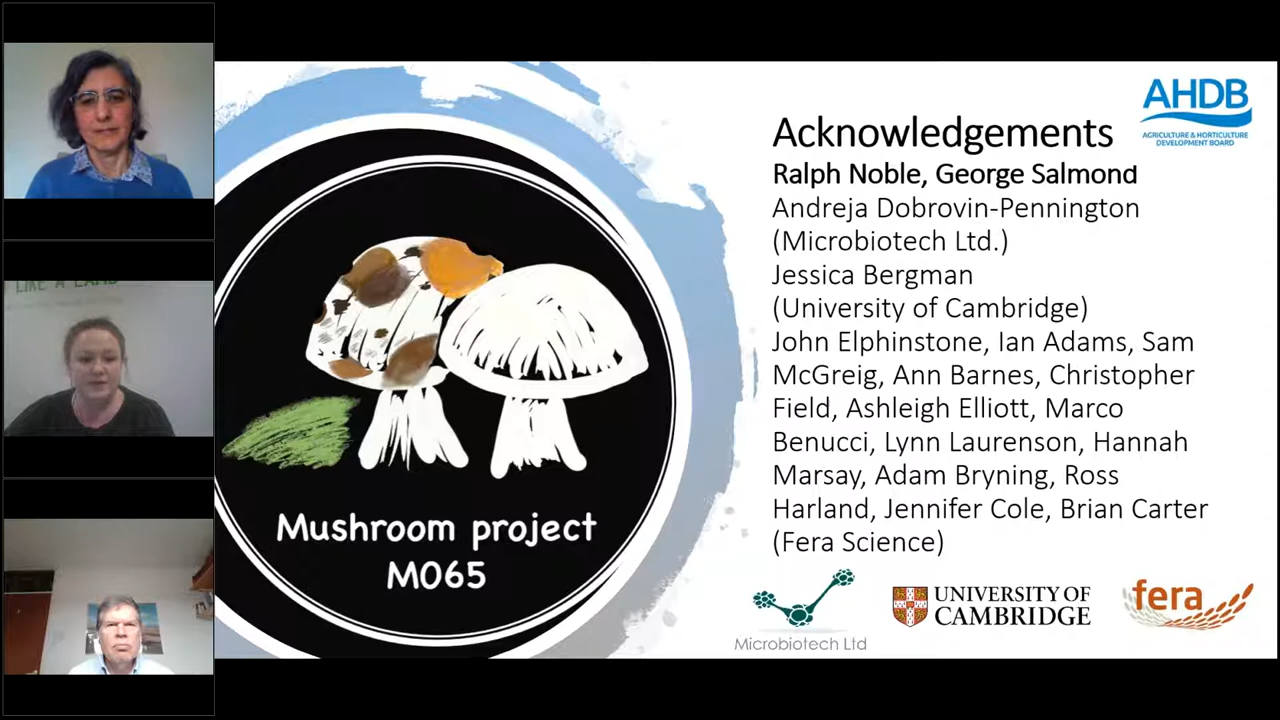 LIKE A LAMB
Mushroom project
M065
AHDB
AGRICULTURE & HORTICULTURE
DEVELOPMENT BOARD
Acknowledgements
Ralph Noble, George Salmond
Andreja Dobrovin-Pennington
(Microbiotech Ltd.)
Jessica Bergman
(University of Cambridge)
John Elphinstone, Ian Adams, Sam
McGreig, Ann Barnes, Christopher
Field, Ashleigh Elliott, Marco
Benucci, Lynn Laurenson, Hannah
Marsay, Adam Bryning, Ross
Harland, Jennifer Cole, Brian Carter
(Fera Science)
Microbiotech Ltd
UNIVERSITY OF
CAMBRIDGE
fera